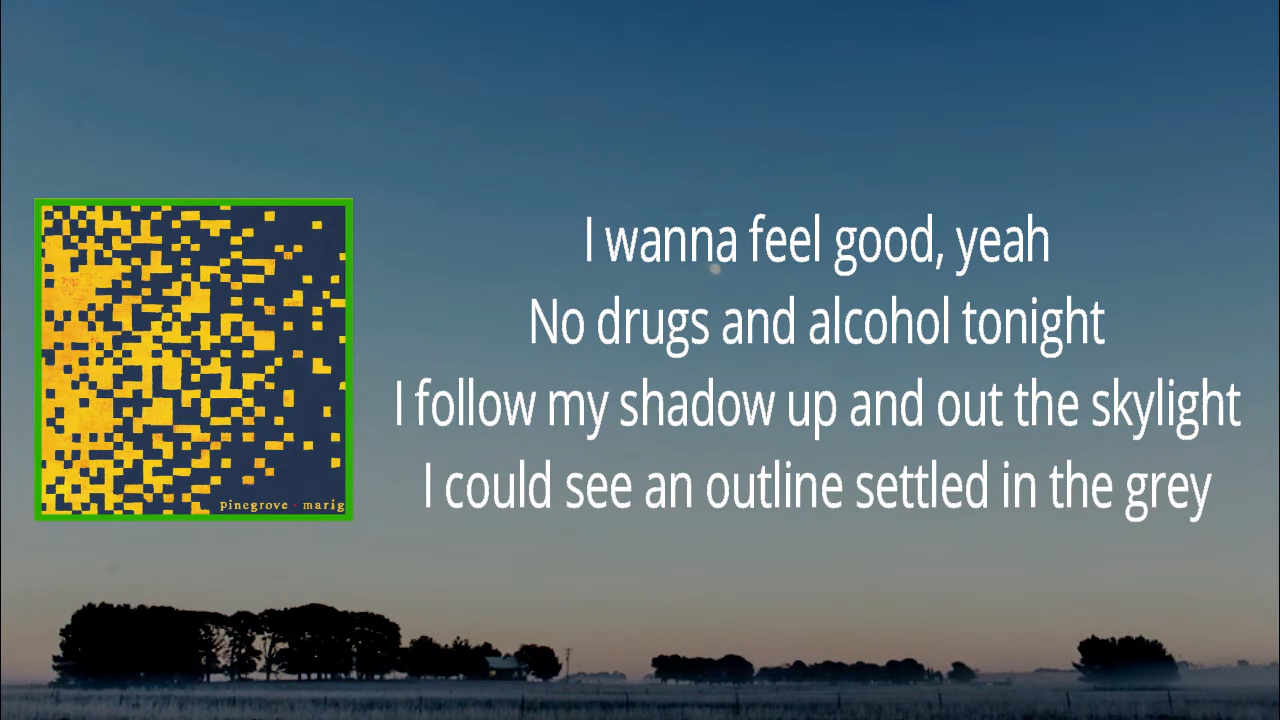 I wanna feel good, yeah
No drugs and alcohol tonight
I follow my shadow up and out the skylight
I could see an outline settled in the grey
pinegrove · marig